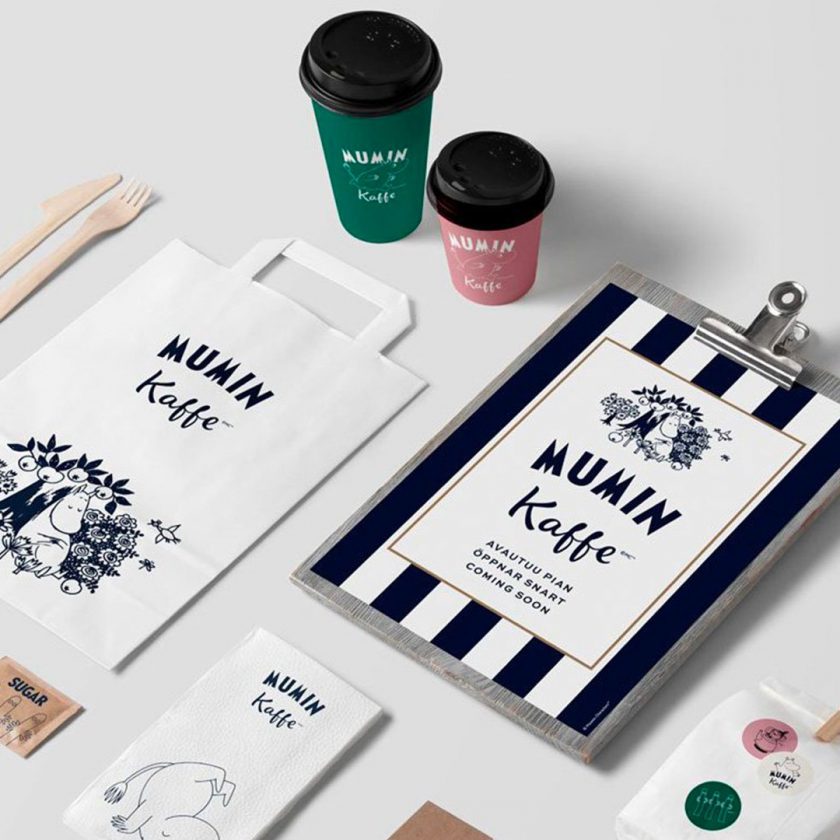 MUMIN
Kaffe
MUMIN
Kaffe
MUMIN
Kaffe
MUMIN
Kaffe
AVAUTUU PIAN
ÖPPNAR SNART
COMING SOON
SUGAR
MUMIN
Kaffe
MUMIN
Kaffe